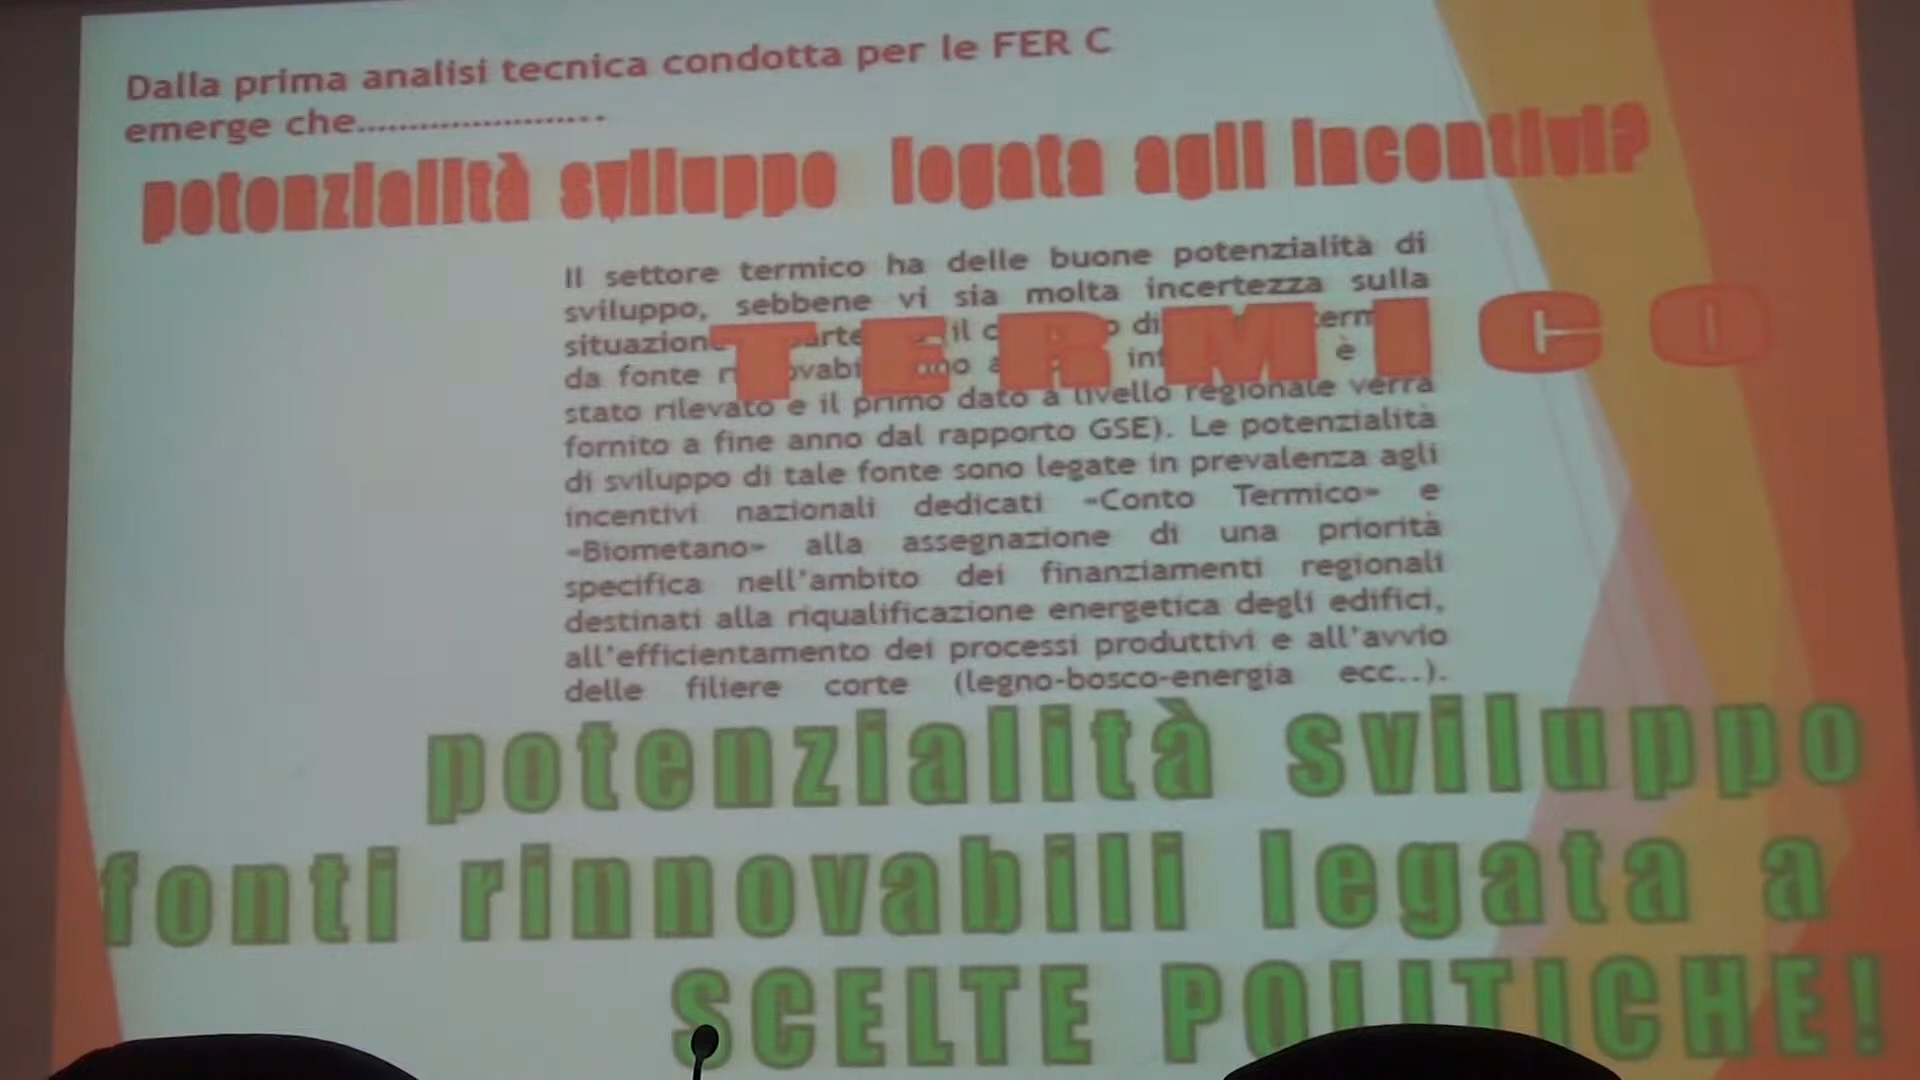 Dalla prima analisi tecnica condotta per le FER C
emerge che......................
potenzialità sviluppo legata agli incentivi?
Il settore termico ha delle buone potenzialità di
sviluppo, sebbene vi sia molta incertezza sulla
TERMICO
da fonte
stato rilevato e il primo dato a livello regionale verrà
fornito a fine anno dal rapporto GSE). Le potenzialità
di sviluppo di tale fonte sono legate in prevalenza agli
incentivi nazionali dedicati «Conto Termico» e
«Biometano» alla assegnazione di una priorità
specifica nell'ambito dei finanziamenti regionali
destinati alla riqualificazione energetica degli edifici,
all'efficientamento dei processi produttivi e all'avvio
delle filiere corte (legno-bosco-energia ecc..).
potenzialità sviluppo
fonti rinnovabili legata a
SCELTE POLITICHE!